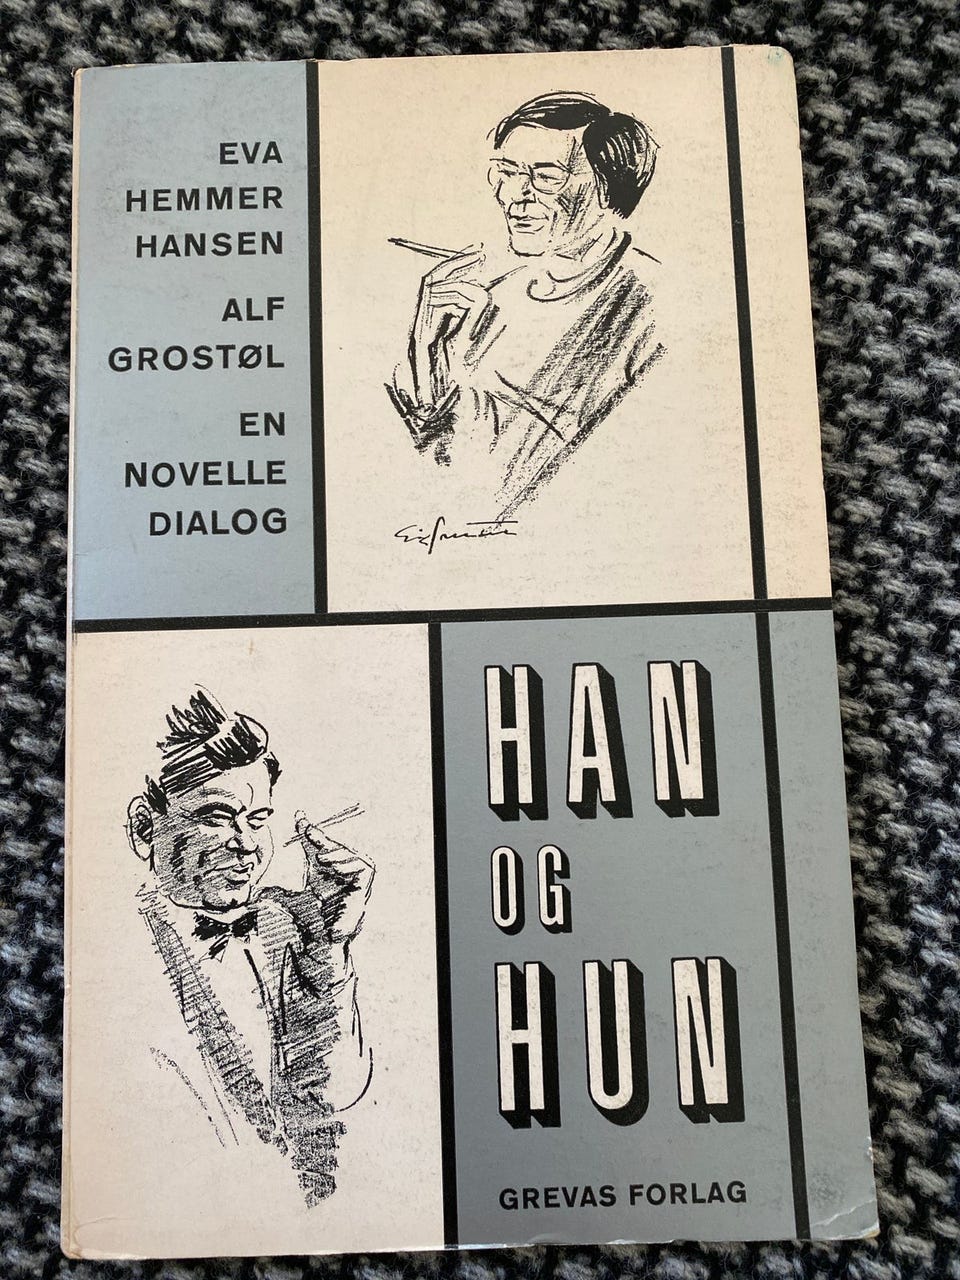 EVA
HEMMER
HANSEN
ALF
GROSTØL
EN
NOVELLE
DIALOG
HAN
OG
HUN
GREVAS FORLAG